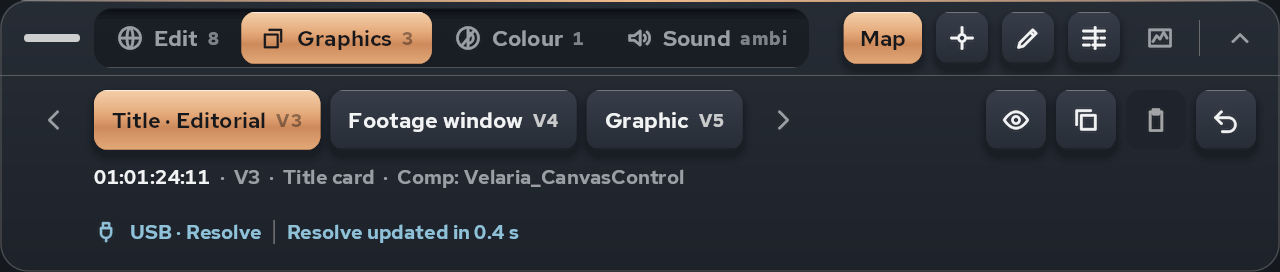 Edit 8 Graphics 3 Colour 1 Sound ambi Map
Title · Editorial V3 Footage window V4 Graphic V5
01:01:24:11 · V3 · Title card · Comp: Velaria_CanvasControl
USB · Resolve Resolve updated in 0.4 s